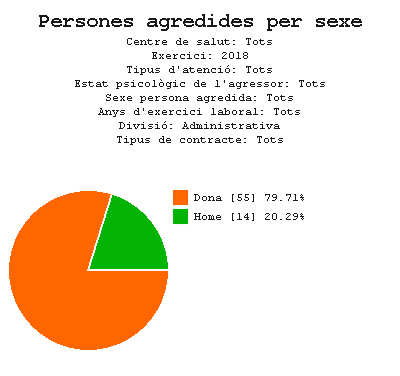 Persones agredides per sexe
Centre de salut: Tots
Exercici: 2018
Tipus d'atenció: Tots
Estat psicològic de l'agressor: Tots
Sexe persona agredida: Tots
Anys d'exercici laboral: Tots
Divisió: Administrativa
Tipus de contracte: Tots
Dona [55] 79.71%
Home [14] 20.29%